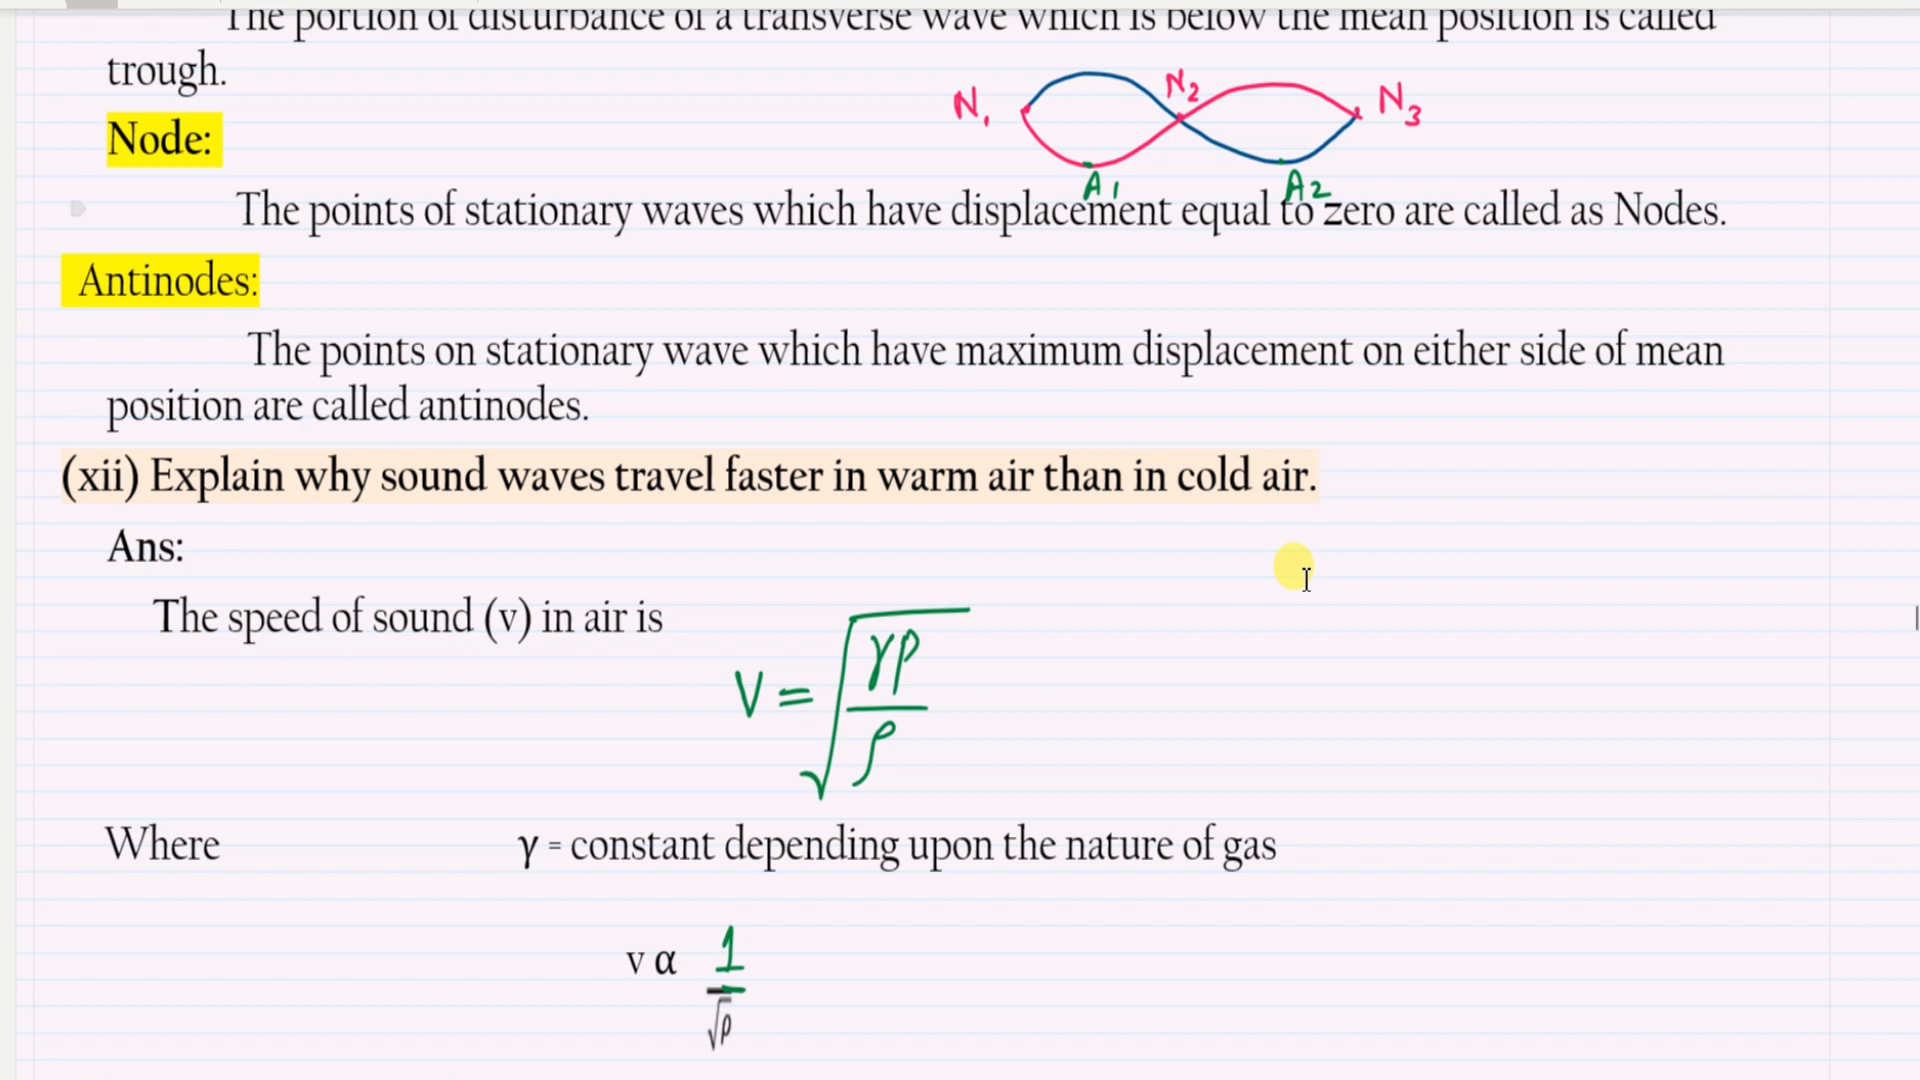 The portion of disturbance of a transverse wave which is below the mean position is called
trough.
N₁ N₂ N₃
Node:
A₁ A₂
The points of stationary waves which have displacement equal to zero are called as Nodes.
Antinodes:
The points on stationary wave which have maximum displacement on either side of mean
position are called antinodes.
(xii) Explain why sound waves travel faster in warm air than in cold air.
Ans:
The speed of sound (v) in air is
V = √(γP/ρ)
Where γ = constant depending upon the nature of gas
v α 1/√ρ